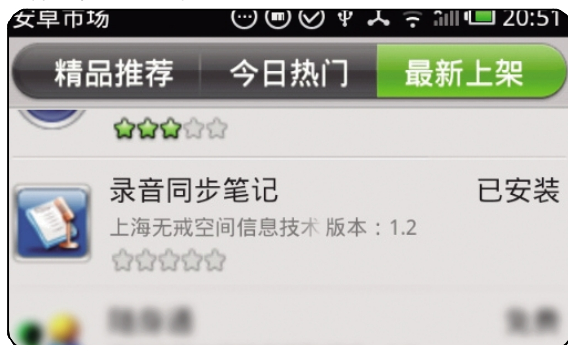 安卓市场 20:51
精品推荐 今日热门 最新上架
录音同步笔记 已安装
上海无戒空间信息技术 版本：1.2